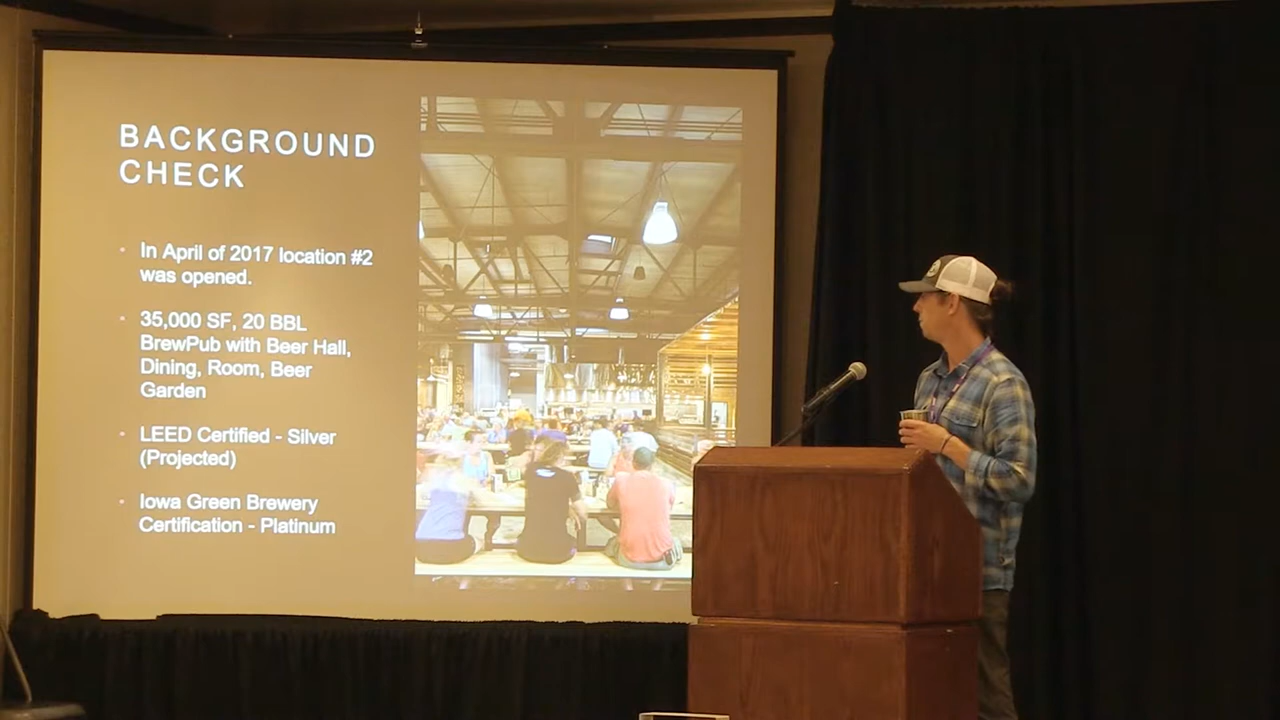 BACKGROUND
CHECK
In April of 2017 location #2
was opened.
35,000 SF, 20 BBL
BrewPub with Beer Hall,
Dining, Room, Beer
Garden
LEED Certified - Silver
(Projected)
Iowa Green Brewery
Certification - Platinum